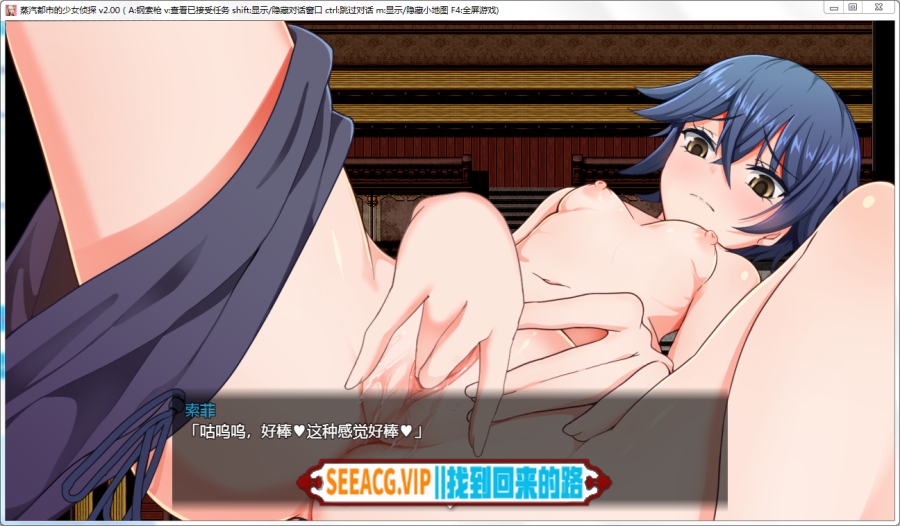 蒸汽都市的少女侦探 v2.00 ( A:钢索枪 v:查看已接受任务 shift:显示/隐藏对话窗口 ctrl:跳过对话 m:显示/隐藏小地图 F4:全屏游戏)
索菲
「咕呜呜，好棒♥这种感觉好棒♥」
SEEACG.VIP||找到回来的路